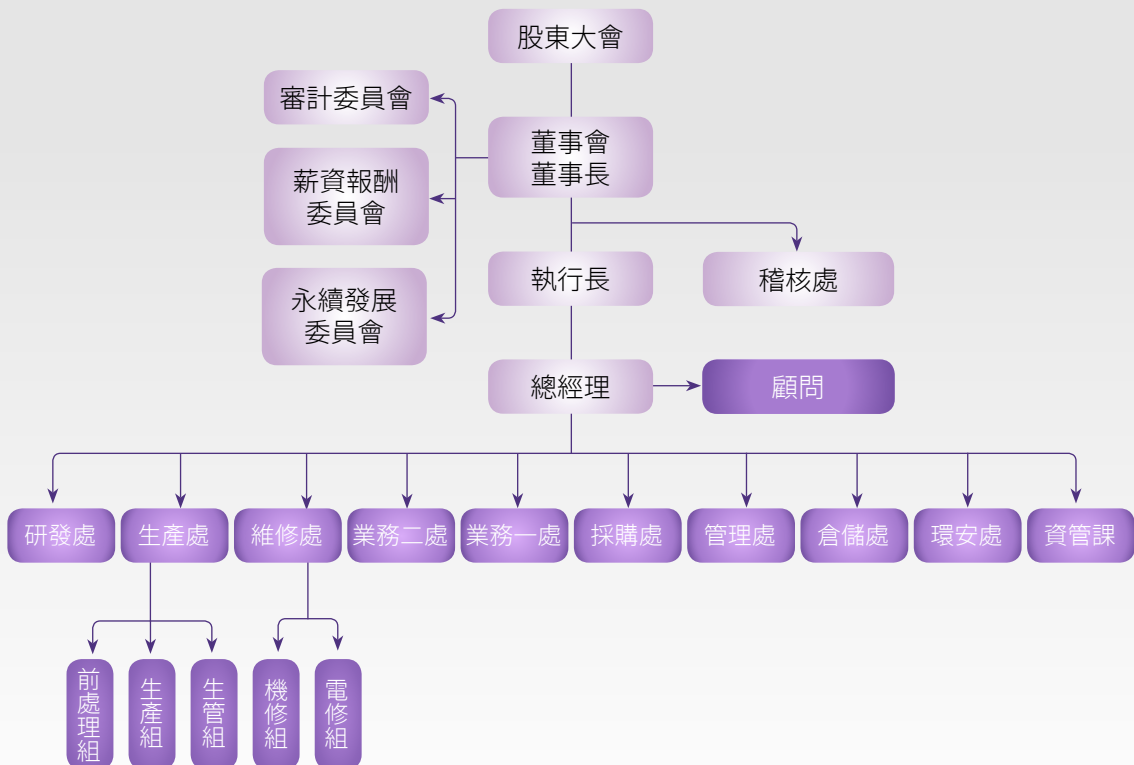 股東大會
審計委員會
董事會
董事長
薪資報酬
委員會
執行長
稽核處
永續發展
委員會
總經理
顧問
研發處
生產處
維修處
業務二處
業務一處
採購處
管理處
倉儲處
環安處
資管課
前處理組
生產組
生管組
機修組
電修組